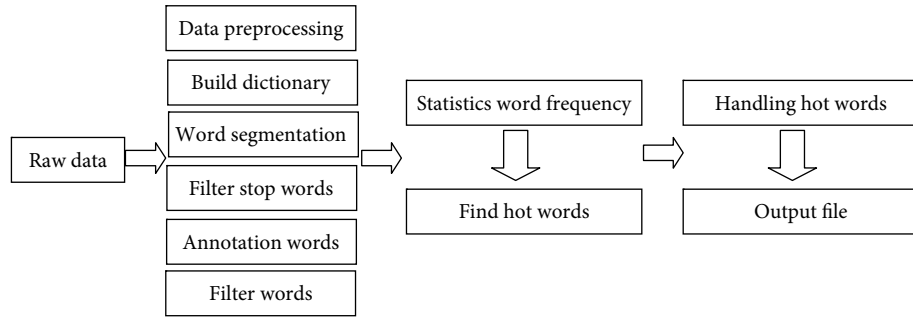 Raw data
Data preprocessing
Build dictionary
Word segmentation
Filter stop words
Annotation words
Filter words
Statistics word frequency
Find hot words
Handling hot words
Output file